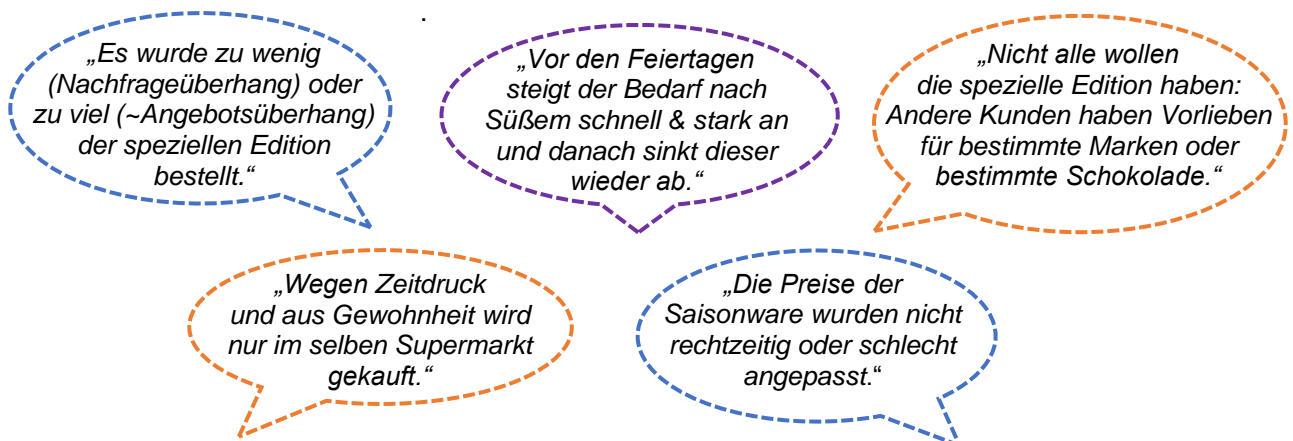 .
„Es wurde zu wenig
(Nachfrageüberhang) oder
zu viel (~Angebotsüberhang)
der speziellen Edition
bestellt.“
„Vor den Feiertagen
steigt der Bedarf nach
Süßem schnell & stark an
und danach sinkt dieser
wieder ab.“
„Nicht alle wollen
die spezielle Edition haben:
Andere Kunden haben Vorlieben
für bestimmte Marken oder
bestimmte Schokolade.“
„Wegen Zeitdruck
und aus Gewohnheit wird
nur im selben Supermarkt
gekauft.“
„Die Preise der
Saisonware wurden nicht
rechtzeitig oder schlecht
angepasst.“